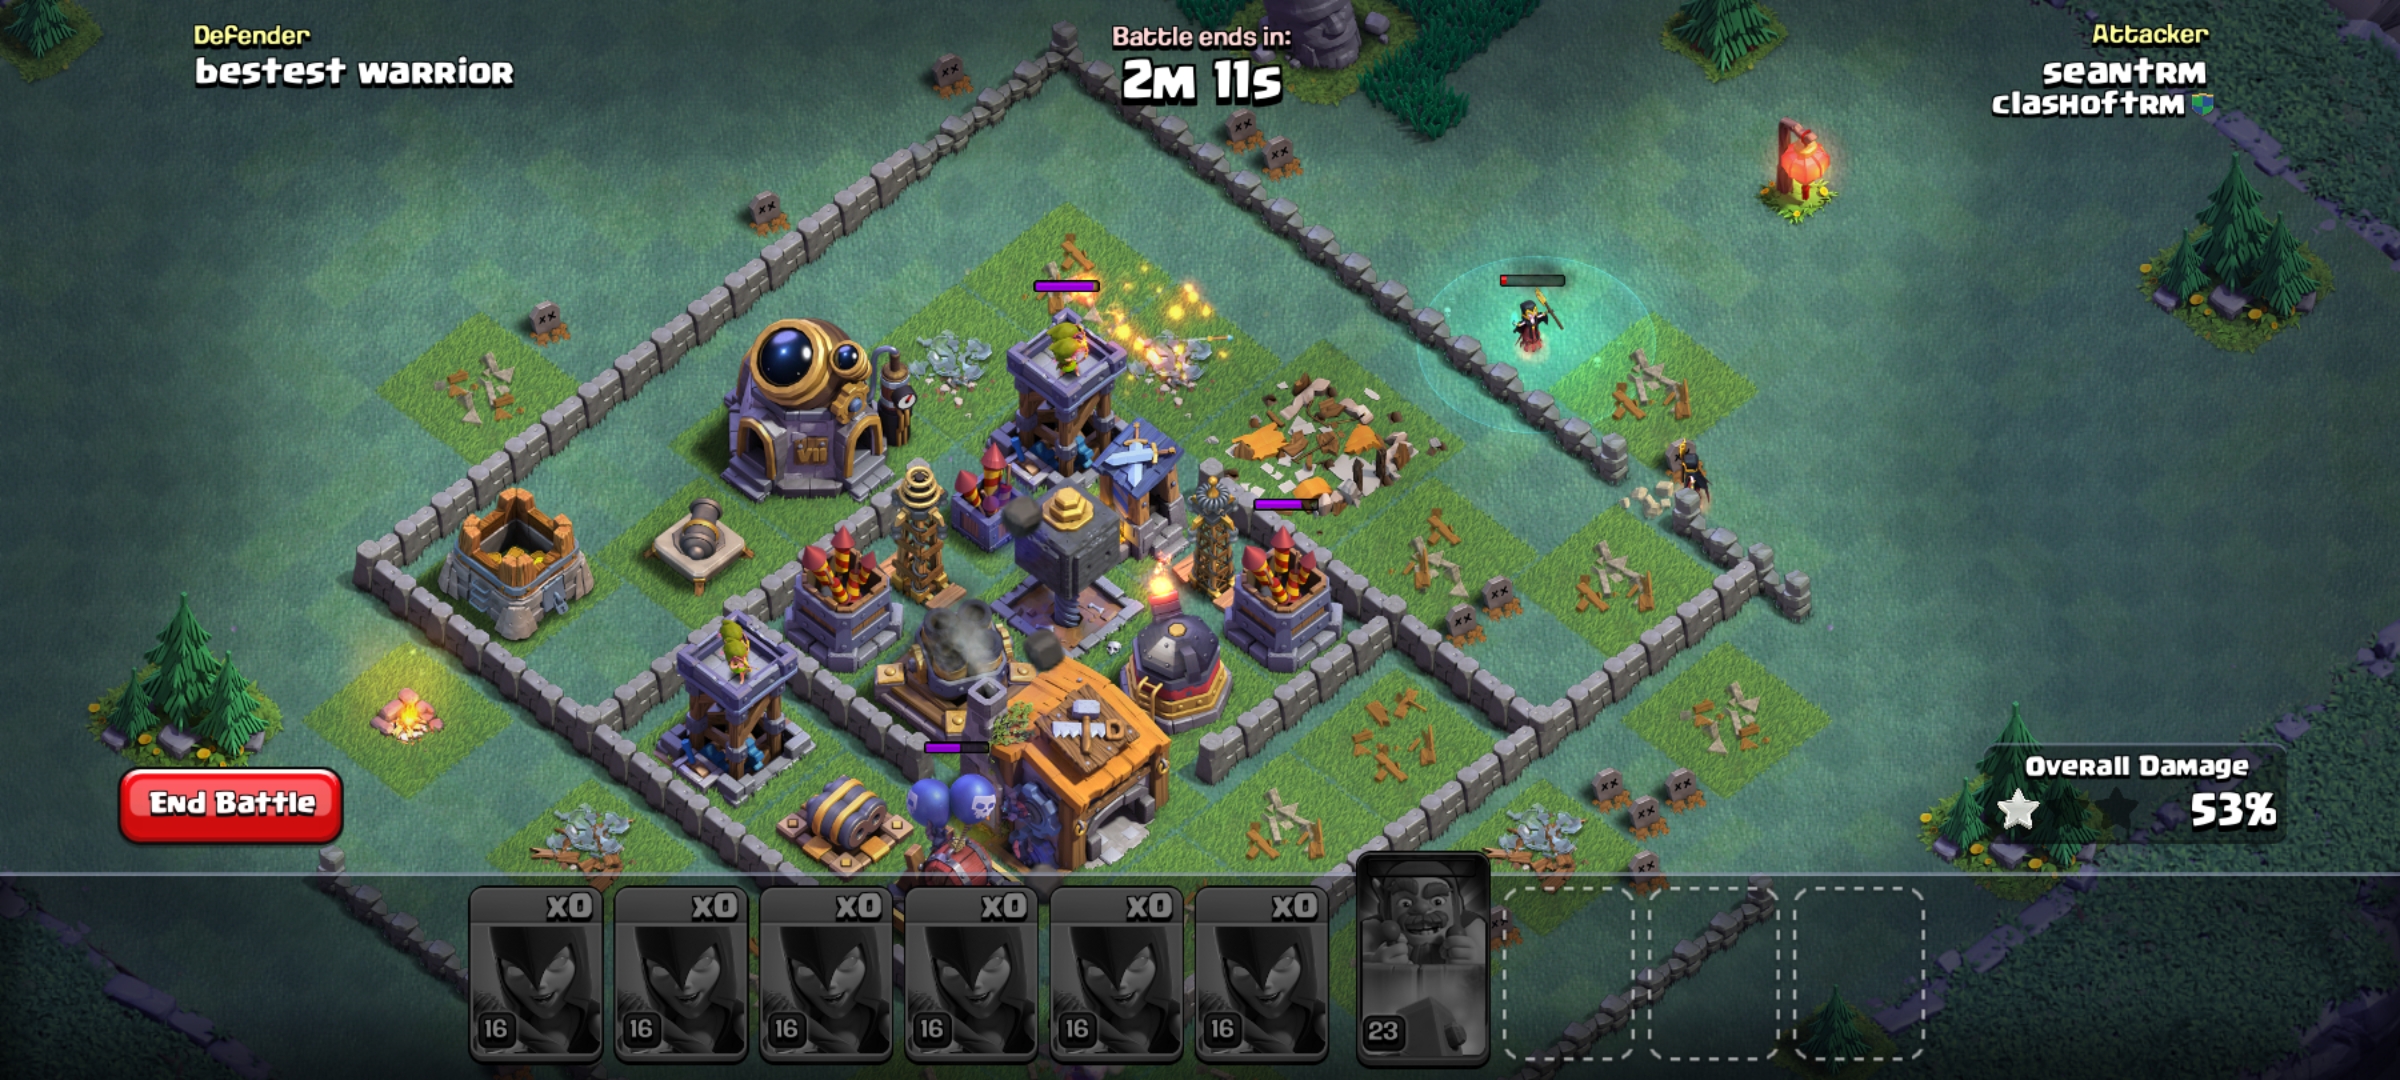 Defender
bestest warrior
Battle ends in:
2m 11s
Attacker
seantrm
clashoftrm
VII
End Battle
Overall Damage
53%
x0
x0
x0
x0
x0
x0
16
16
16
16
16
16
23